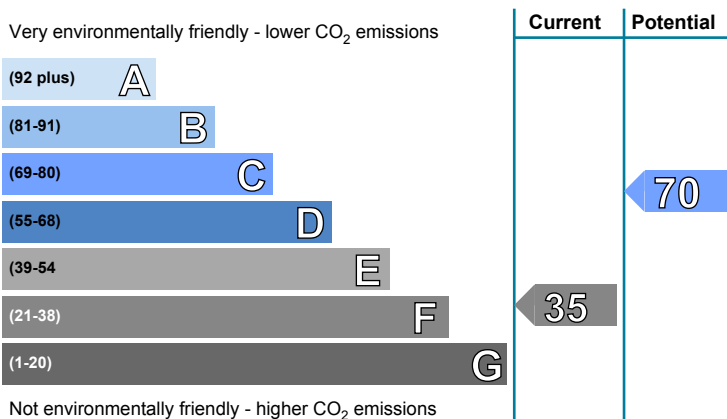 Very environmentally friendly - lower CO2 emissions
Current Potential
(92 plus) A
(81-91) B
(69-80) C
70
(55-68) D
(39-54 E
(21-38) F
35
(1-20) G
Not environmentally friendly - higher CO2 emissions